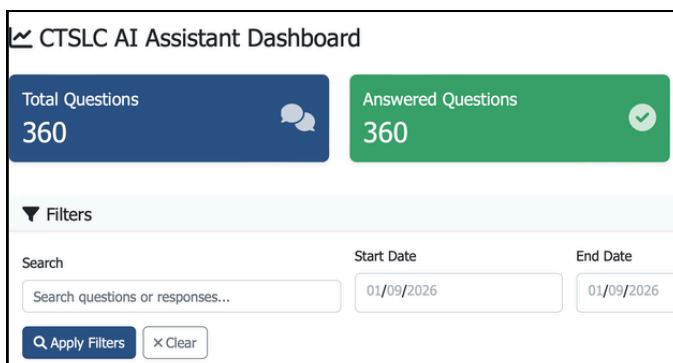 CTSLC AI Assistant Dashboard
Total Questions
360
Answered Questions
360
Filters
Search
Search questions or responses...
Start Date
01/09/2026
End Date
01/09/2026
Apply Filters
Clear